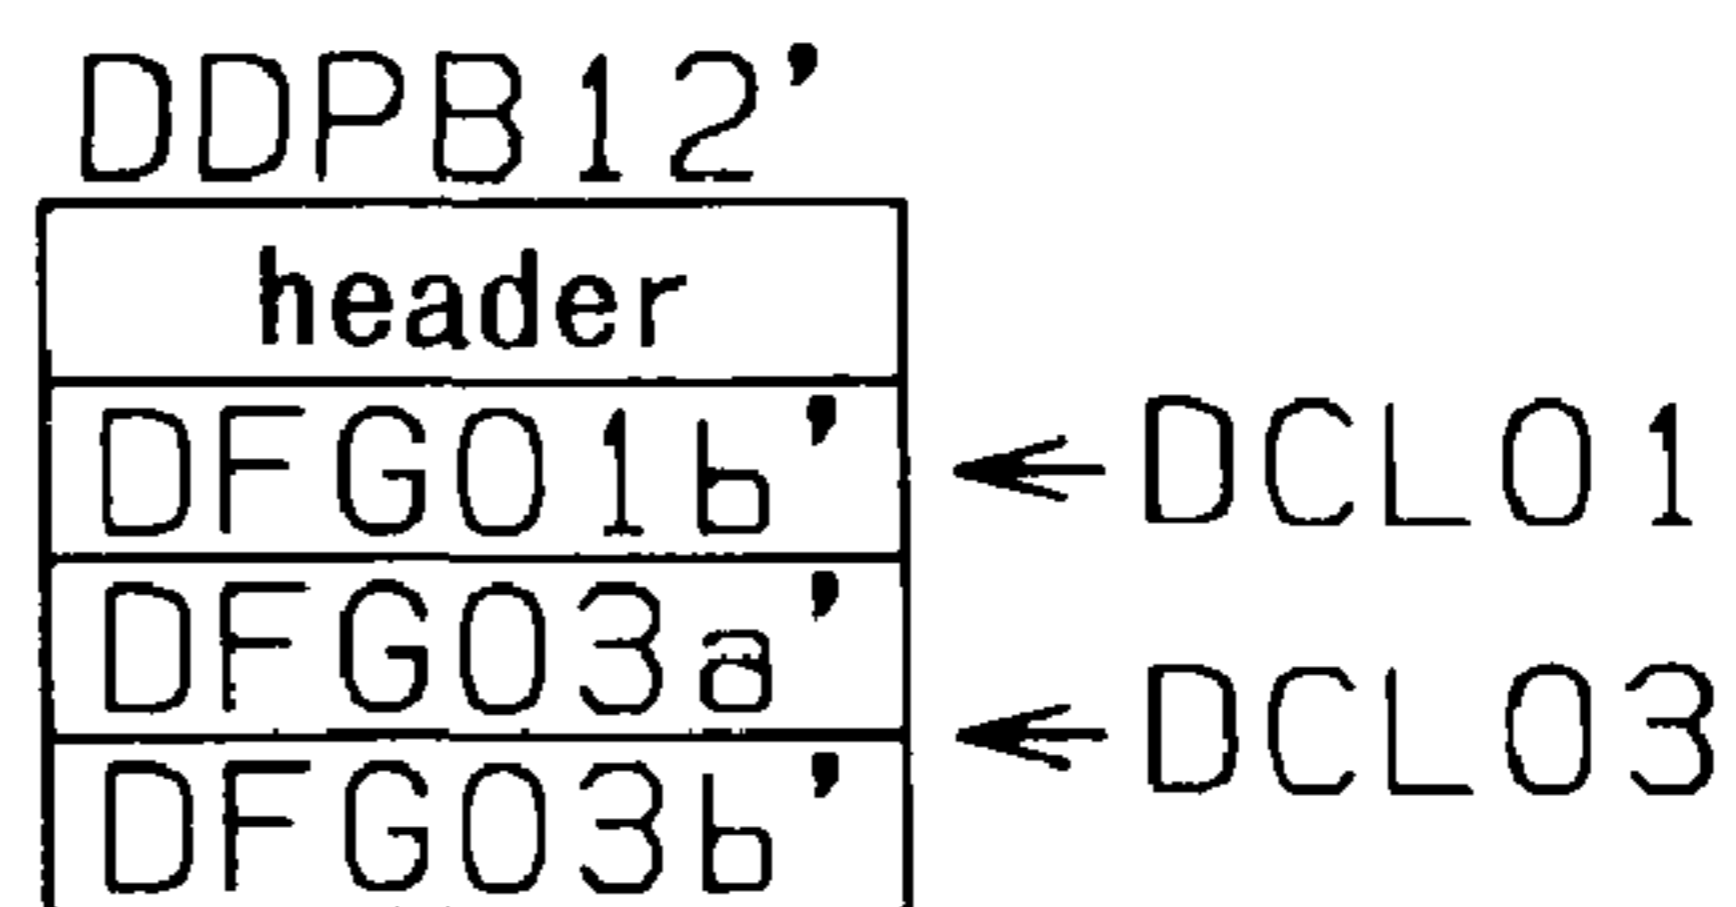 DDPB12'
header
DFG01b' ← DCL01
DFG03a'
← DCL03
DFG03b'